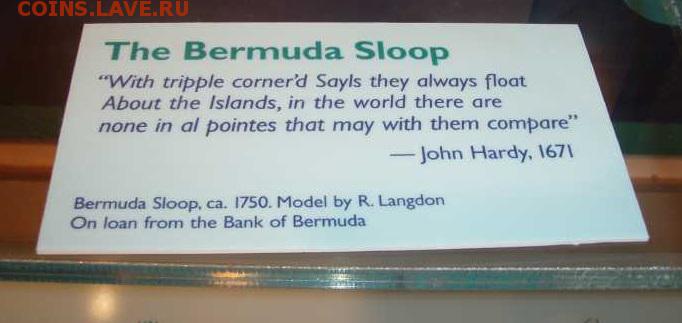 COINS.LAVE.RU
The Bermuda Sloop
“With tripple corner’d Sayls they always float
About the Islands, in the world there are
none in al pointes that may with them compare”
— John Hardy, 1671
Bermuda Sloop, ca. 1750. Model by R. Langdon
On loan from the Bank of Bermuda